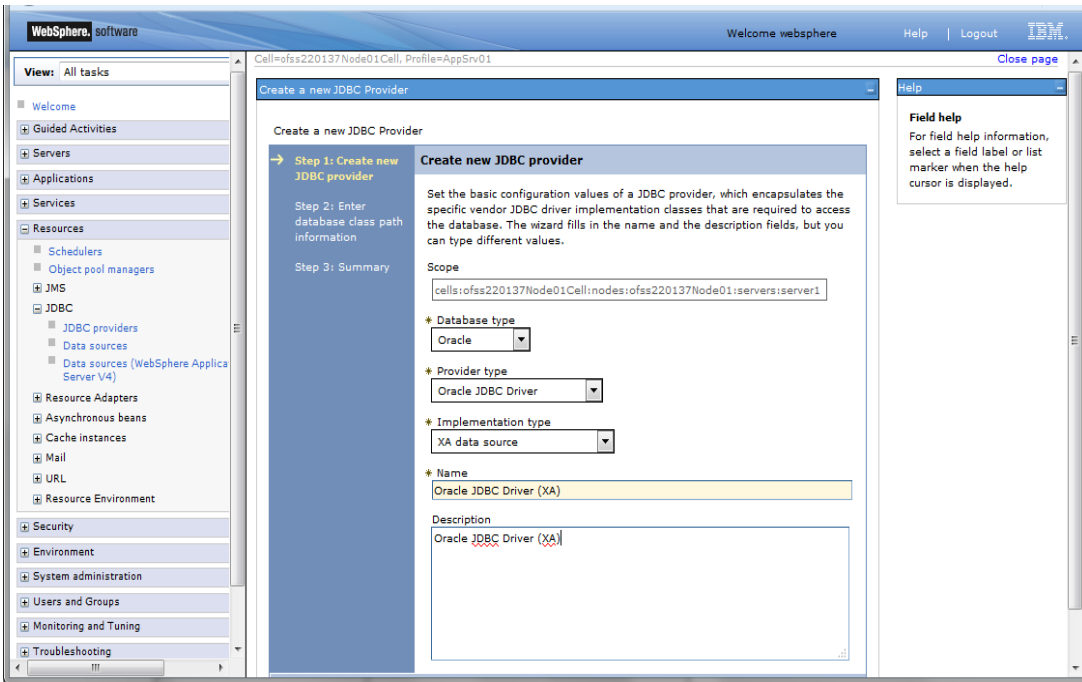 WebSphere. software
Welcome websphere
Help | Logout
IBM.
View: All tasks
Welcome
Guided Activities
Servers
Applications
Services
Resources
Schedulers
Object pool managers
JMS
JDBC
JDBC providers
Data sources
Data sources (WebSphere Applica
Server V4)
Resource Adapters
Asynchronous beans
Cache instances
Mail
URL
Resource Environment
Security
Environment
System administration
Users and Groups
Monitoring and Tuning
Troubleshooting
Cell=ofss220137Node01Cell, Profile=AppSrv01
Close page
Create a new JDBC Provider
Create a new JDBC Provider
Step 1: Create new
JDBC provider
Step 2: Enter
database class path
information
Step 3: Summary
Create new JDBC provider
Set the basic configuration values of a JDBC provider, which encapsulates the
specific vendor JDBC driver implementation classes that are required to access
the database. The wizard fills in the name and the description fields, but you
can type different values.
Scope
cells:ofss220137Node01Cell:nodes:ofss220137Node01:servers:server1
* Database type
Oracle
* Provider type
Oracle JDBC Driver
* Implementation type
XA data source
* Name
Oracle JDBC Driver (XA)
Description
Oracle JDBC Driver (XA)
Help
Field help
For field help information,
select a field label or list
marker when the help
cursor is displayed.